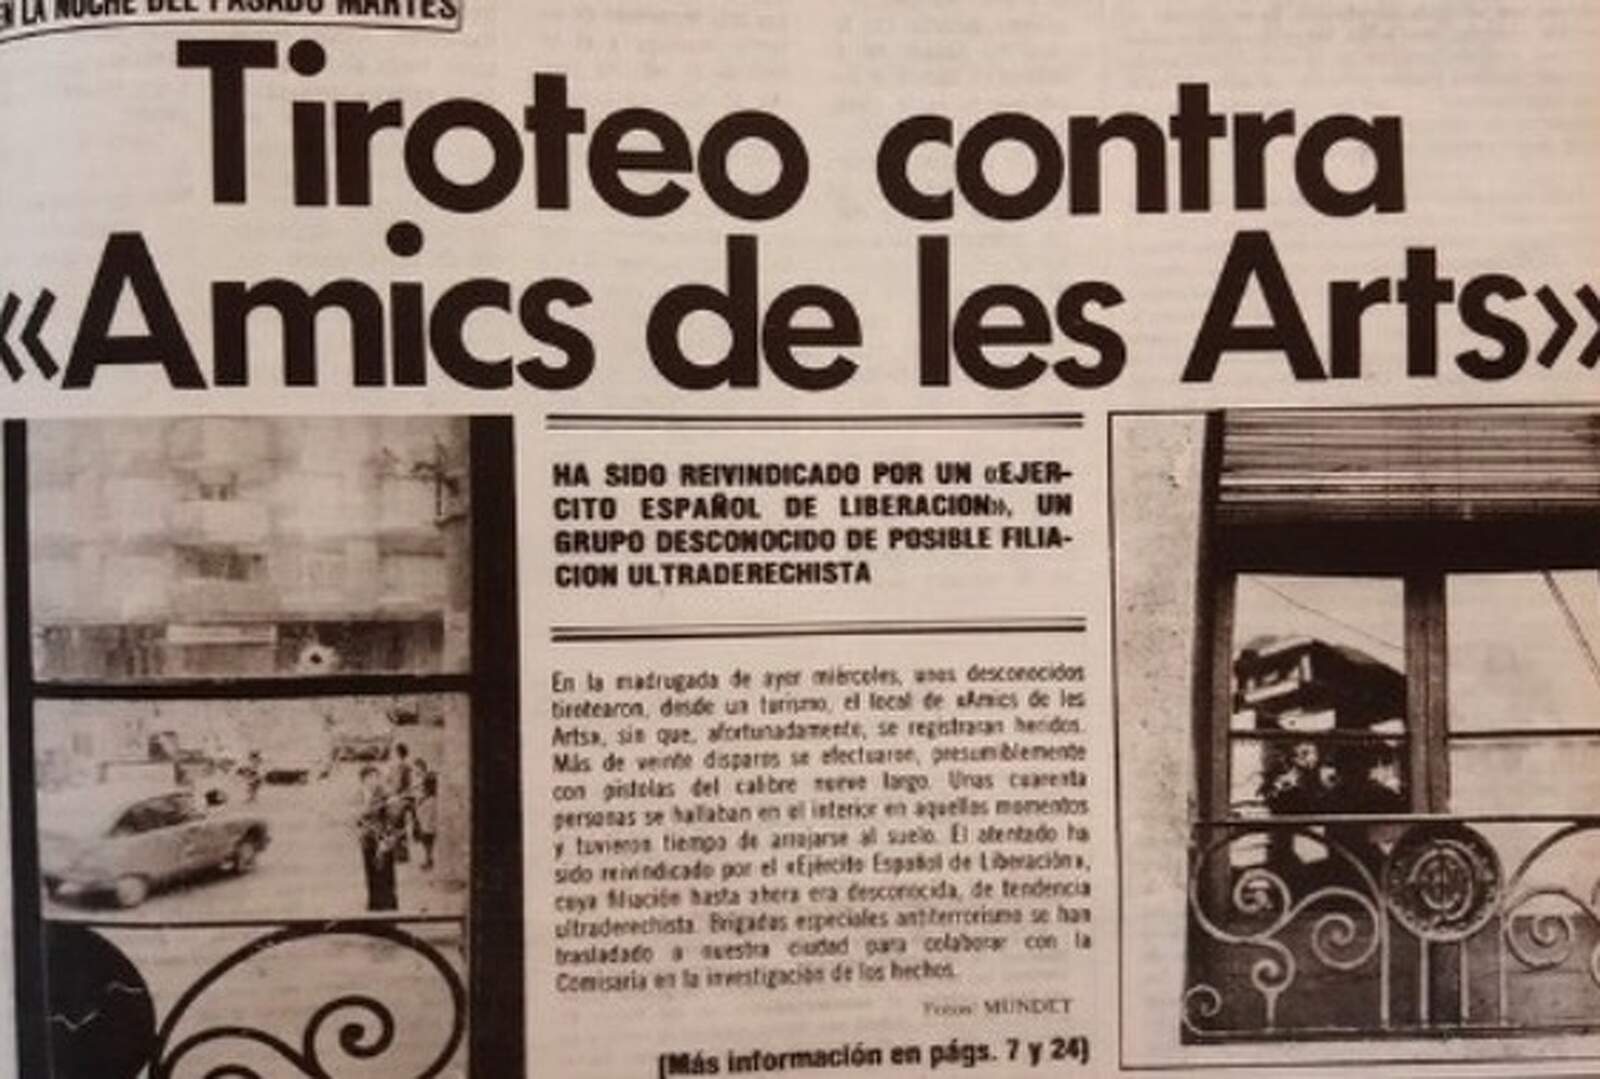 EN LA NOCHE DEL PASADO MARTES
Tiroteo contra
«Amics de les Arts»
HA SIDO REIVINDICADO POR UN «EJER-
CITO ESPAÑOL DE LIBERACION», UN
GRUPO DESCONOCIDO DE POSIBLE FILIA-
CION ULTRADERECHISTA
En la madrugada de ayer miércoles, unos desconocidos
tirotearon, desde un turismo, el local de «Amics de les
Arts», sin que, afortunadamente, se registraran heridos.
Más de veinte disparos se efectuaron, presumiblemente
con pistolas del calibre nueve largo. Unas cuarenta
personas se hallaban en el interior en aquellos momentos
y tuvieron tiempo de arrojarse al suelo. El atentado ha
sido reivindicado por el «Ejército Español de Liberación»,
cuya filiación hasta ahora era desconocida, de tendencia
ultraderechista. Brigadas especiales antiterrorismo se han
trasladado a nuestra ciudad para colaborar con la
Comisaría en la investigación de los hechos.
Fotos: MUNDET
(Más información en págs. 7 y 24)